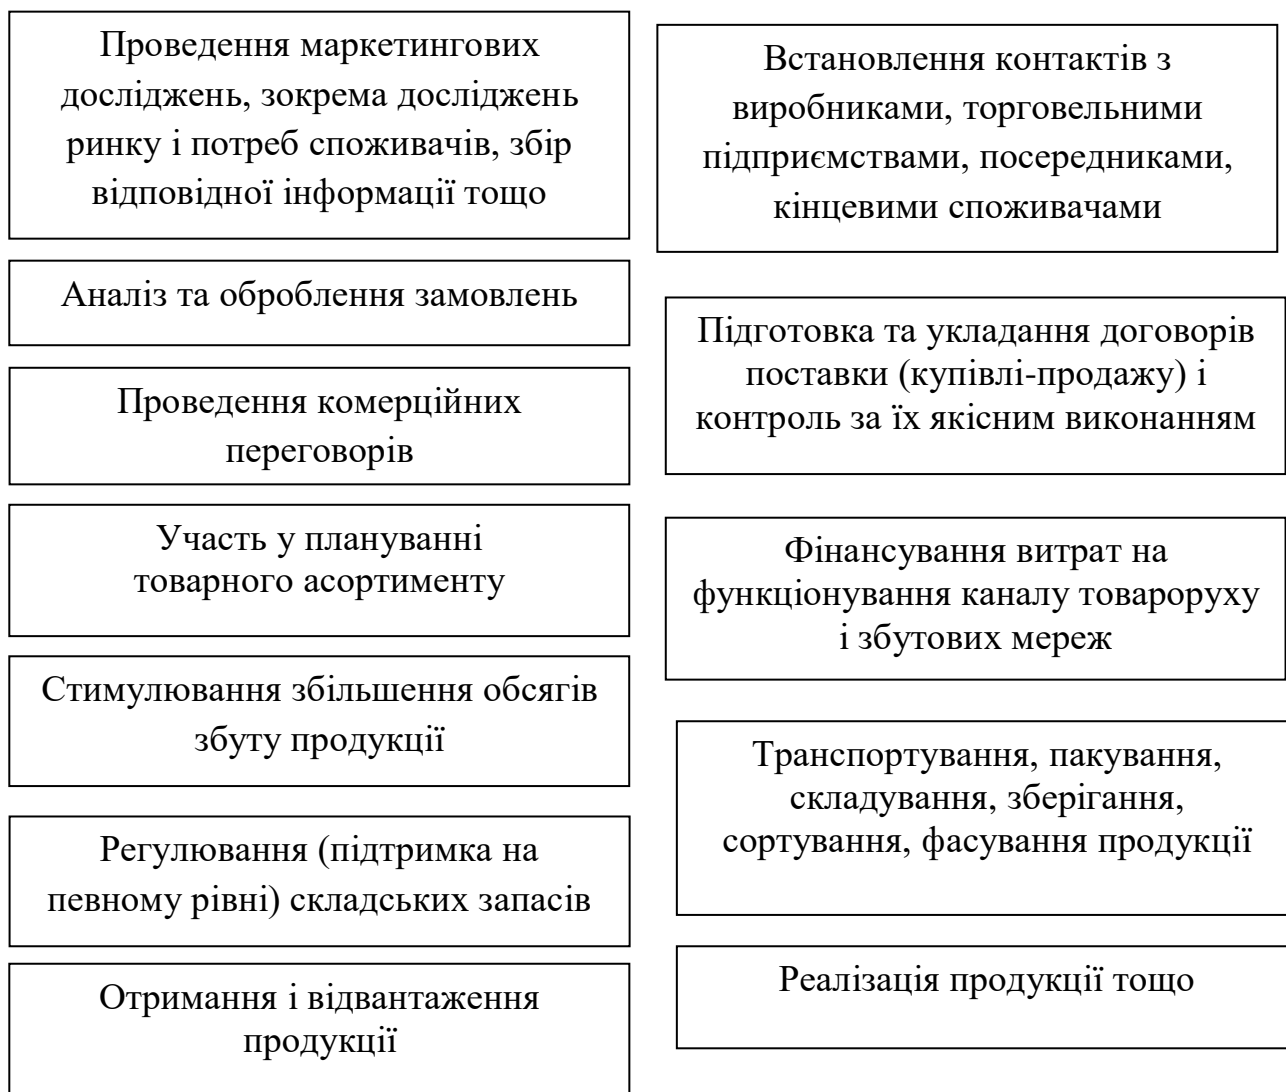 Проведення маркетингових
досліджень, зокрема досліджень
ринку і потреб споживачів, збір
відповідної інформації тощо
Аналіз та оброблення замовлень
Проведення комерційних
переговорів
Участь у плануванні
товарного асортименту
Стимулювання збільшення обсягів
збуту продукції
Регулювання (підтримка на
певному рівні) складських запасів
Отримання і відвантаження
продукції
Встановлення контактів з
виробниками, торговельними
підприємствами, посередниками,
кінцевими споживачами
Підготовка та укладання договорів
поставки (купівлі-продажу) і
контроль за їх якісним виконанням
Фінансування витрат на
функціонування каналу товароруху
і збутових мереж
Транспортування, пакування,
складування, зберігання,
сортування, фасування продукції
Реалізація продукції тощо